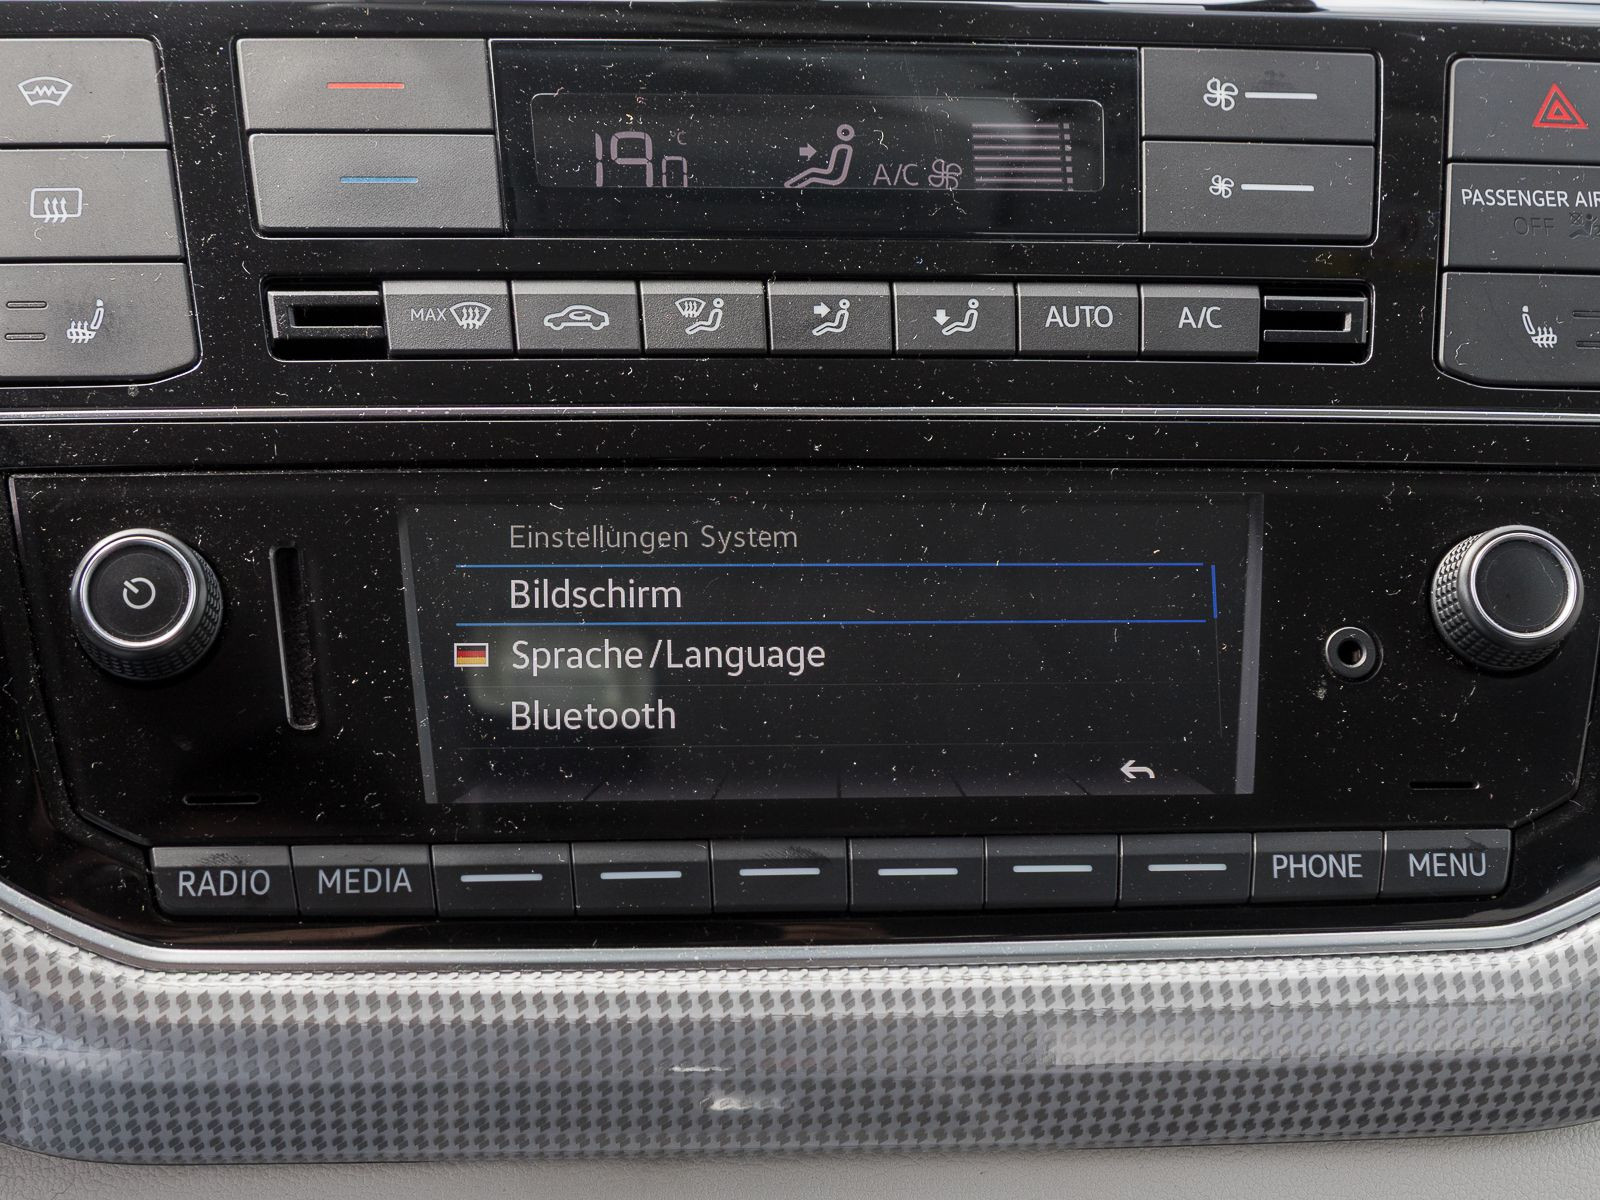 19.0 °C
A/C
PASSENGER AIR
OFF
MAX
AUTO
A/C
Einstellungen System
Bildschirm
Sprache/Language
Bluetooth
RADIO
MEDIA
PHONE
MENU